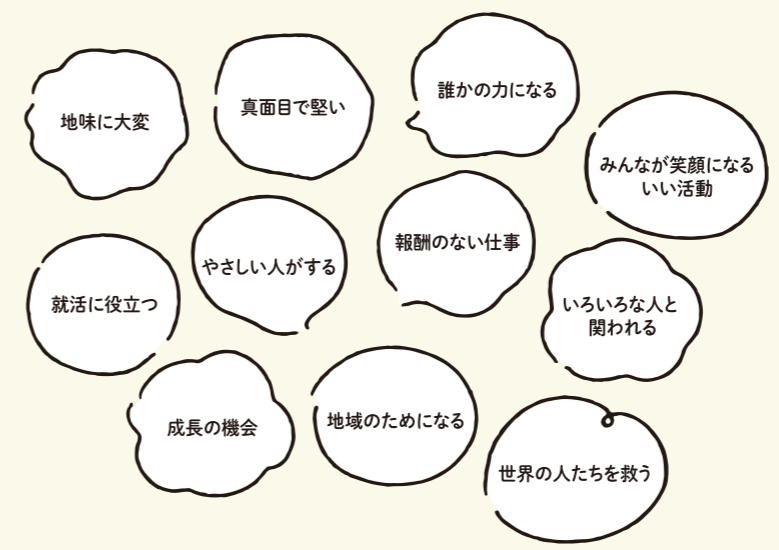 地味に大変
真面目で堅い
誰かの力になる
みんなが笑顔になる
いい活動
就活に役立つ
やさしい人がする
報酬のない仕事
いろいろな人と
関われる
成長の機会
地域のためになる
世界の人たちを救う